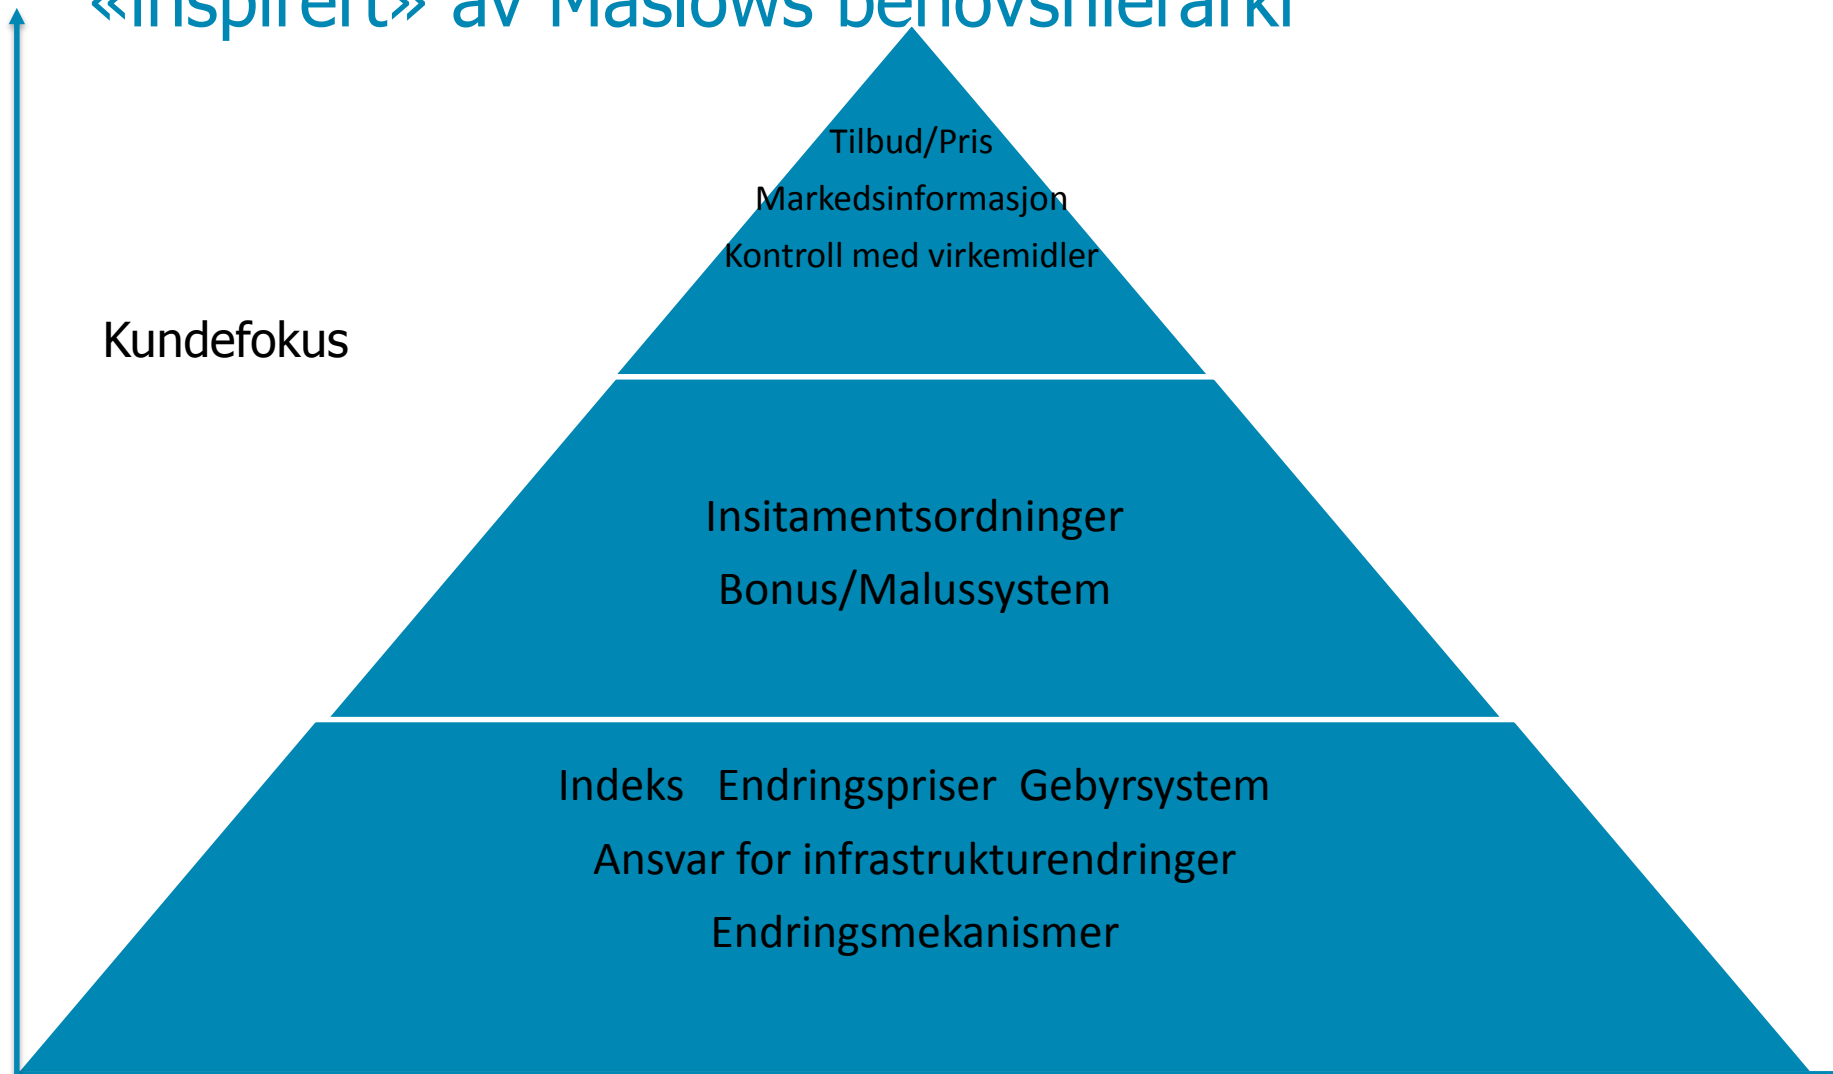 «Inspirert» av Maslows behovshierarki
Tilbud/Pris
Markedsinformasjon
Kontroll med virkemidler
Kundefokus
Insitamentsordninger
Bonus/Malussystem
Indeks Endringspriser Gebyrsystem
Ansvar for infrastrukturendringer
Endringsmekanismer